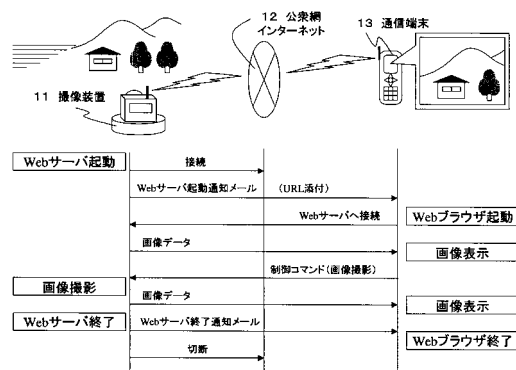 12 公衆網
インターネット
13 通信端末
11 撮像装置
Webサーバ起動
接続
Webサーバ起動通知メール (URL添付)
Webサーバへ接続
Webブラウザ起動
画像データ
画像表示
制御コマンド(画像撮影)
画像撮影
画像データ
画像表示
Webサーバ終了
Webサーバ終了通知メール
Webブラウザ終了
切断